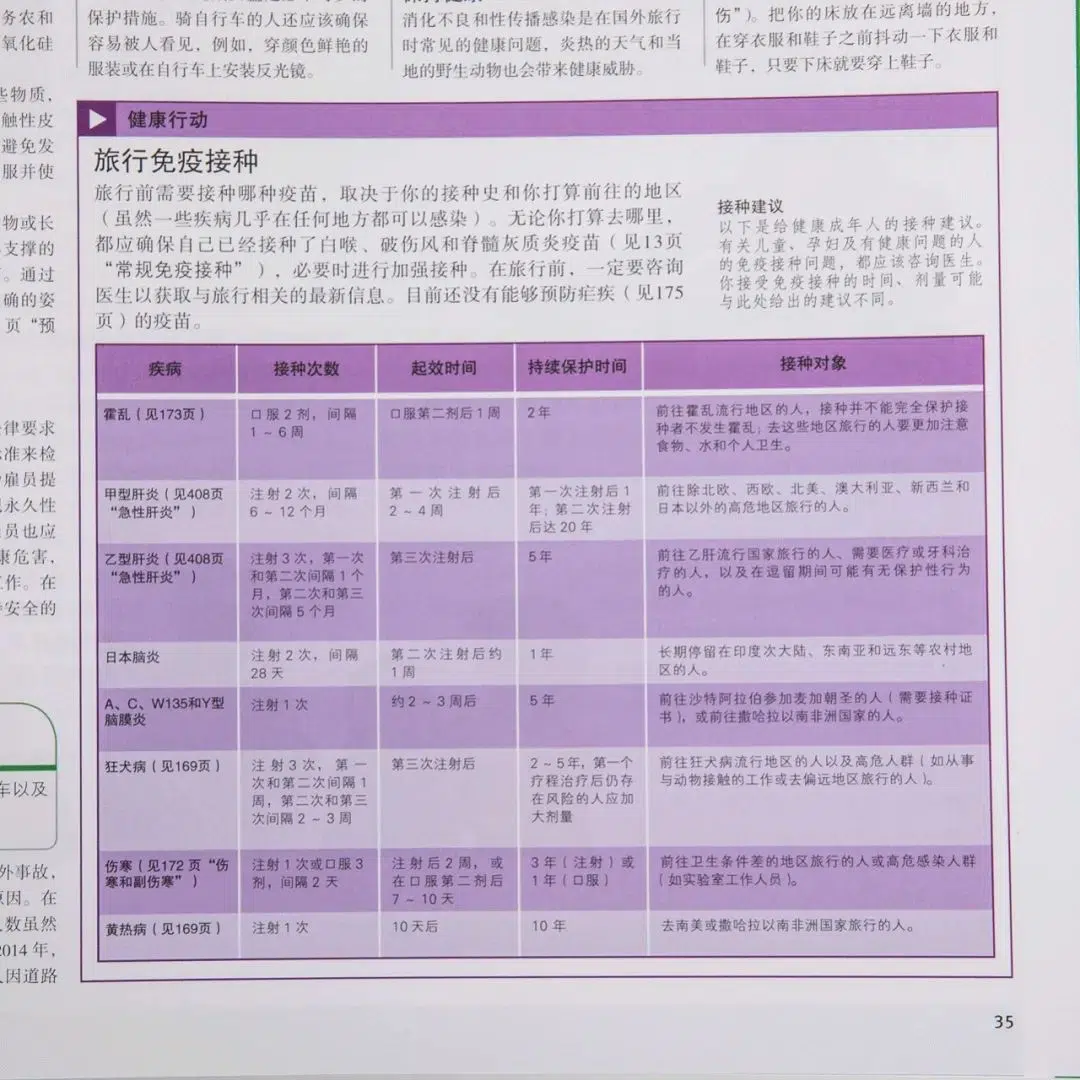 务农和
氧化硅
些物质，
触性皮
避免发
服并使
物或长
支撑的
。通过
确的姿
页“预
律要求
准来检
雇员提
永久性
员也应
康危害，
工作。在
安全的
车以及
外事故，
原因。在
数虽然
2014 年，
因道路
保护措施。骑自行车的人还应该确保
容易被人看见，例如，穿颜色鲜艳的
服装或在自行车上安装反光镜。
消化不良和性传播感染是在国外旅行
时常见的健康问题，炎热的天气和当
地的野生动物也会带来健康威胁。
伤”）。把你的床放在远离墙的地方，
在穿衣服和鞋子之前抖动一下衣服和
鞋子，只要下床就要穿上鞋子。
健康行动
旅行免疫接种
旅行前需要接种哪种疫苗，取决于你的接种史和你打算前往的地区
（虽然一些疾病几乎在任何地方都可以感染）。无论你打算去哪里，
都应确保自己已经接种了白喉、破伤风和脊髓灰质炎疫苗（见13页
“常规免疫接种”），必要时进行加强接种。在旅行前，一定要咨询
医生以获取与旅行相关的最新信息。目前还没有能够预防疟疾（见175
页）的疫苗。
接种建议
以下是给健康成年人的接种建议。
有关儿童、孕妇及有健康问题的人
的免疫接种问题，都应该咨询医生。
你接受免疫接种的时间、剂量可能
与此处给出的建议不同。
疾病 接种次数 起效时间 持续保护时间 接种对象
霍乱（见173页）
口服 2 剂，间隔
1 ~ 6 周
口服第二剂后 1 周
2 年
前往霍乱流行地区的人，接种并不能完全保护接
种者不发生霍乱；去这些地区旅行的人要更加注意
食物、水和个人卫生。
甲型肝炎（见408页
“急性肝炎”）
注射 2 次，间隔
6 ~ 12 个月
第一次注射后
2 ~ 4 周
第一次注射后 1
年；第二次注射
后达 20 年
前往除北欧、西欧、北美、澳大利亚、新西兰和
日本以外的高危地区旅行的人。
乙型肝炎（见408页
“急性肝炎”）
注射 3 次，第一次
和第二次间隔 1 个
月，第二次和第三
次间隔 5 个月
第三次注射后
5 年
前往乙肝流行国家旅行的人、需要医疗或牙科治
疗的人，以及在逗留期间可能有无保护性行为
的人。
日本脑炎
注射 2 次，间隔
28 天
第二次注射后约
1 周
1 年
长期停留在印度次大陆、东南亚和远东等农村地
区的人。
A、C、W135和Y型
脑膜炎
注射 1 次
约 2 ~ 3 周后
5 年
前往沙特阿拉伯参加麦加朝圣的人（需要接种证
书），或前往撒哈拉以南非洲国家的人。
狂犬病（见169页）
注射 3 次，第一
次和第二次间隔 1
周，第二次和第三
次间隔 2 ~ 3 周
第三次注射后
2 ~ 5 年，第一个
疗程治疗后仍存
在风险的人应加
大剂量
前往狂犬病流行地区的人以及高危人群（如从事
与动物接触的工作或去偏远地区旅行的人）。
伤寒（见172 页“伤
寒和副伤寒”）
注射 1 次或口服 3
剂，间隔 2 天
注射后 2 周，或
在口服第二剂后
7 ~ 10 天
3 年（注射）或
1 年（口服）
前往卫生条件差的地区旅行的人或高危感染人群
（如实验室工作人员）。
黄热病（见169页）
注射 1 次
10 天后
10 年
去南美或撒哈拉以南非洲国家旅行的人。
35